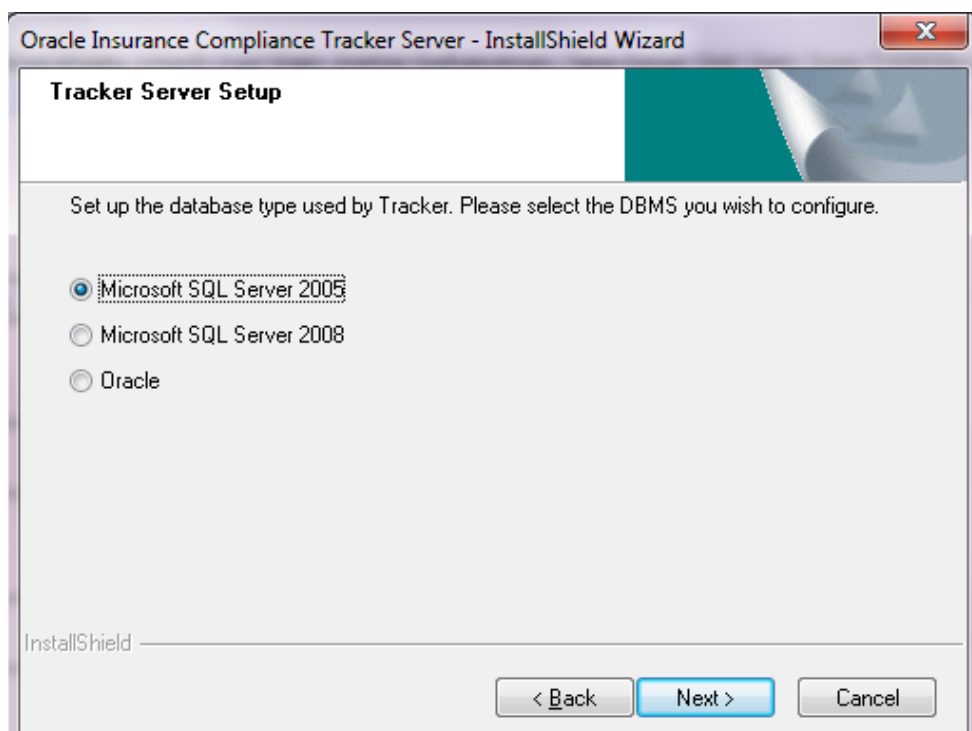 Oracle Insurance Compliance Tracker Server - InstallShield Wizard
Tracker Server Setup
Set up the database type used by Tracker. Please select the DBMS you wish to configure.
Microsoft SQL Server 2005
Microsoft SQL Server 2008
Oracle
InstallShield
< Back
Next >
Cancel